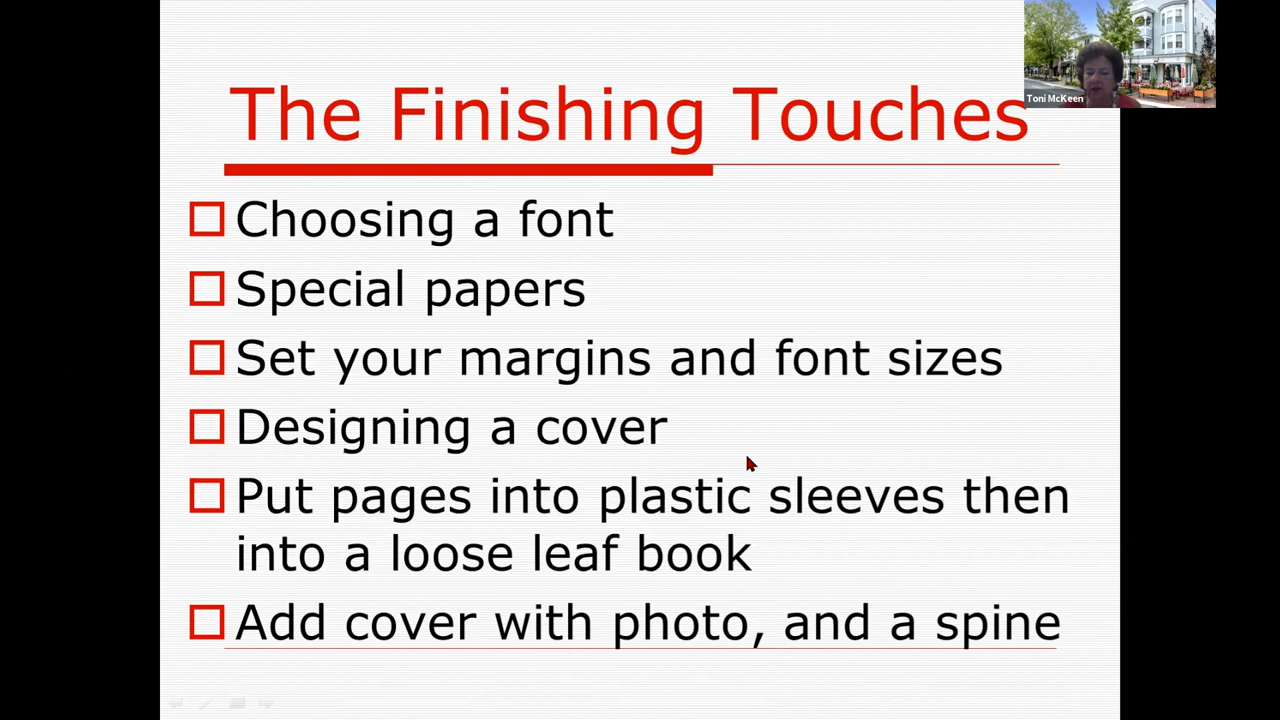 The Finishing Touches
Toni McKeen
Choosing a font
Special papers
Set your margins and font sizes
Designing a cover
Put pages into plastic sleeves then
into a loose leaf book
Add cover with photo, and a spine